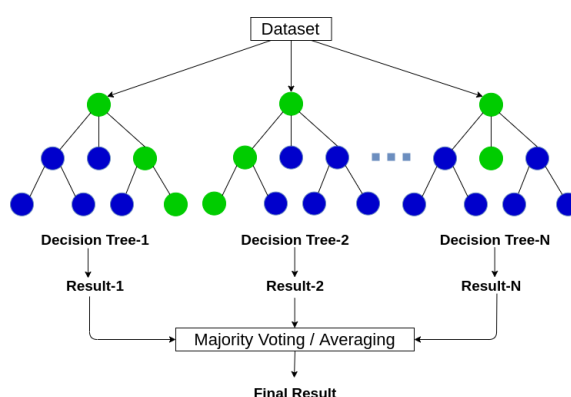 Dataset
Decision Tree-1
Decision Tree-2
Decision Tree-N
Result-1
Result-2
Result-N
Majority Voting / Averaging
Final Result